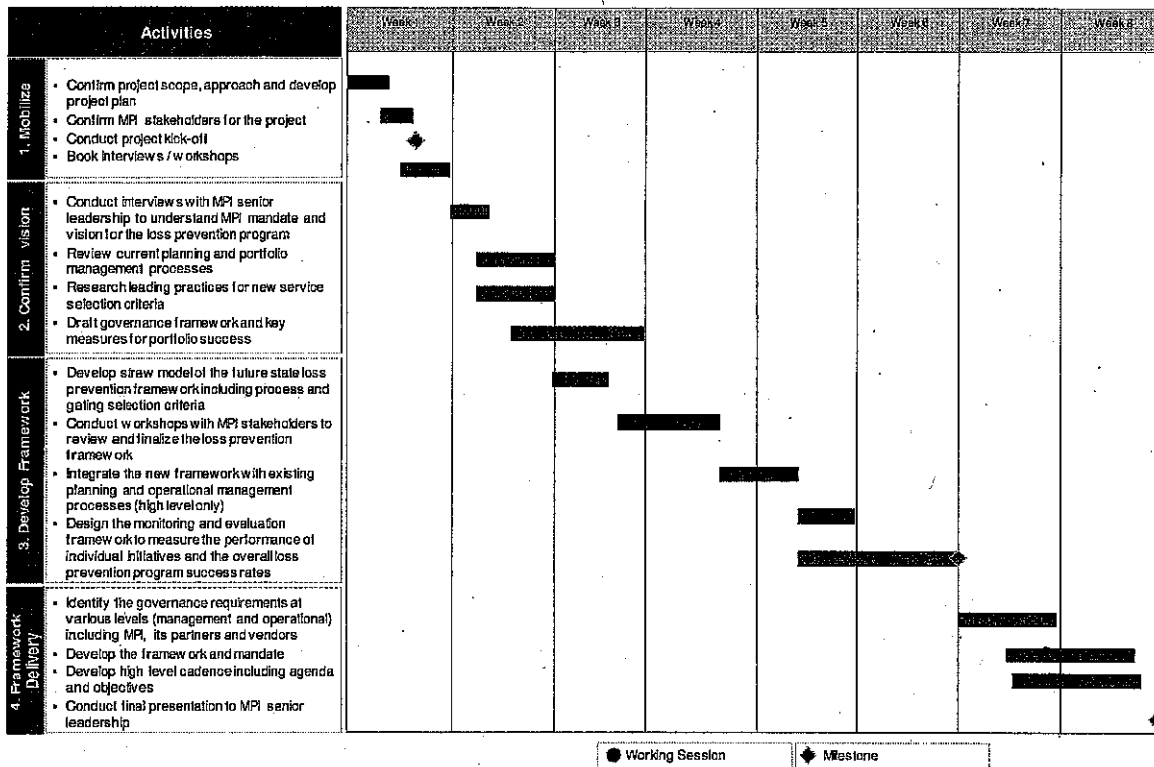 Activities
Week
Week 2
Week 3
Week 4
Week 5
Week 6
Week 7
Week 8
1. Mobilize
• Confirm project scope, approach and develop
project plan
• Confirm MPI stakeholders for the project
• Conduct project kick-off
• Book interviews / workshops
2. Confirm vision
• Conduct interviews with MPI senior
leadership to understand MPI mandate and
vision for the loss prevention program
• Review current planning and portfolio
management processes
• Research leading practices for new service
selection criteria
• Draft governance framework and key
measures for portfolio success
3. Develop Framework
• Develop straw model of the future state loss
prevention framework including process and
gating selection criteria
• Conduct workshops with MPI stakeholders to
review and finalize the loss prevention
framework
• Integrate the new framework with existing
planning and operational management
processes (high level only)
• Design the monitoring and evaluation
framework to measure the performance of
individual initiatives and the overall loss
prevention program success rates
4. Framework
Delivery
• Identify the governance requirements at
various levels (management and operational)
including MPI, its partners and vendors
• Develop the framework and mandate
• Develop high level cadence including agenda
and objectives
• Conduct final presentation to MPI senior
leadership
Working Session
Milestone